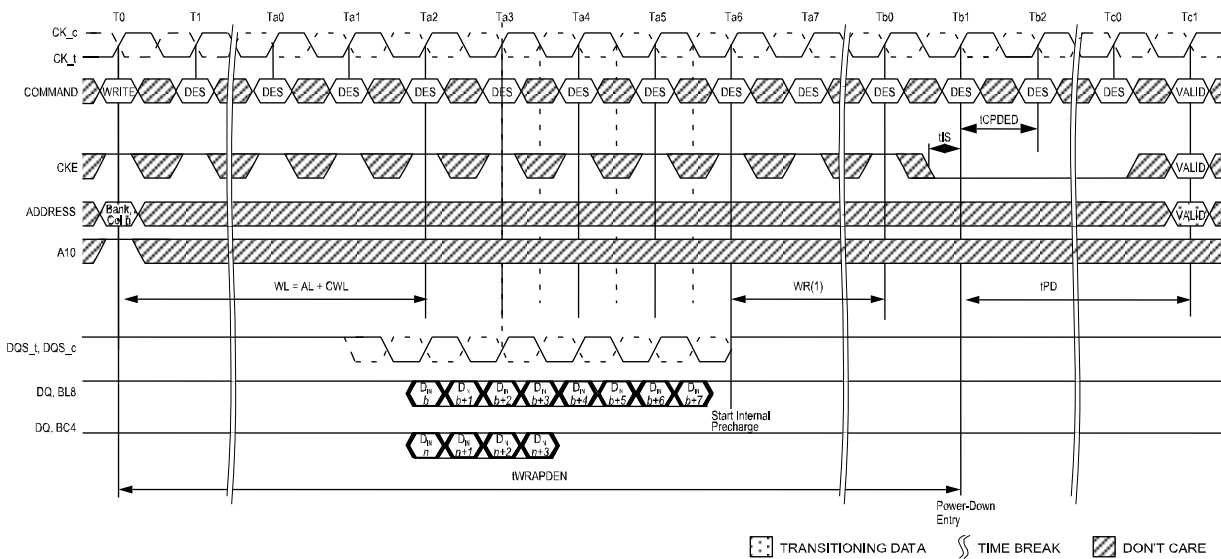 T0 T1 Ta0 Ta1 Ta2 Ta3 Ta4 Ta5 Ta6 Ta7 Tb0 Tb1 Tb2 Tc0 Tc1
CK_c
CK_t
COMMAND WRITE DES DES DES DES DES DES DES DES DES DES DES DES DES VALID
tCPDED
tIS
CKE VALID
ADDRESS Bank, Col b VALID
A10
WL = AL + CWL WR(1) tPD
DQS_t, DQS_c
DQ, BL8 DIN b DIN b+1 DIN b+2 DIN b+3 DIN b+4 DIN b+5 DIN b+6 DIN b+7
Start Internal
Precharge
DQ, BC4 DIN n DIN n+1 DIN n+2 DIN n+3
tWRAPDEN
Power-Down
Entry
TRANSITIONING DATA TIME BREAK DON'T CARE